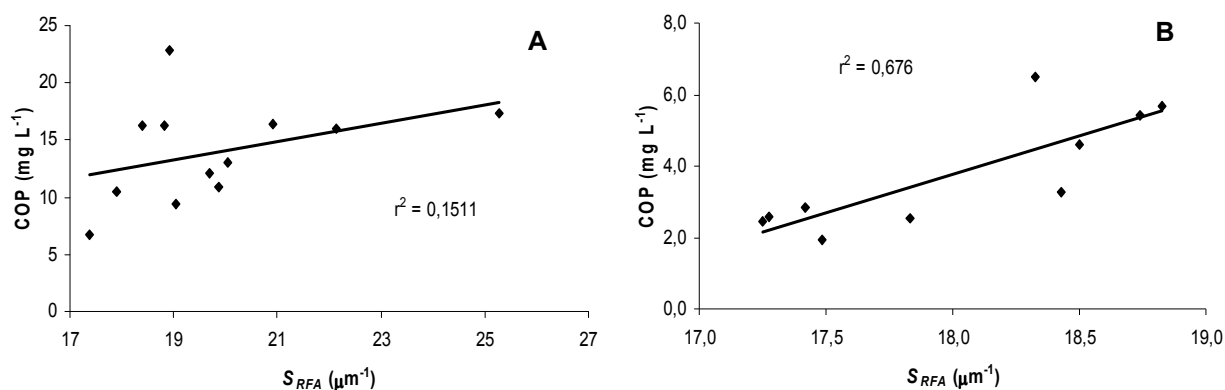 A
25
20
15
10
5
0
COP (mg L⁻¹)
r² = 0,1511
17 19 21 23 25 27
S_RFA (µm⁻¹)
B
8,0
6,0
4,0
2,0
0,0
COP (mg L⁻¹)
r² = 0,676
17,0 17,5 18,0 18,5 19,0
S_RFA (µm⁻¹)